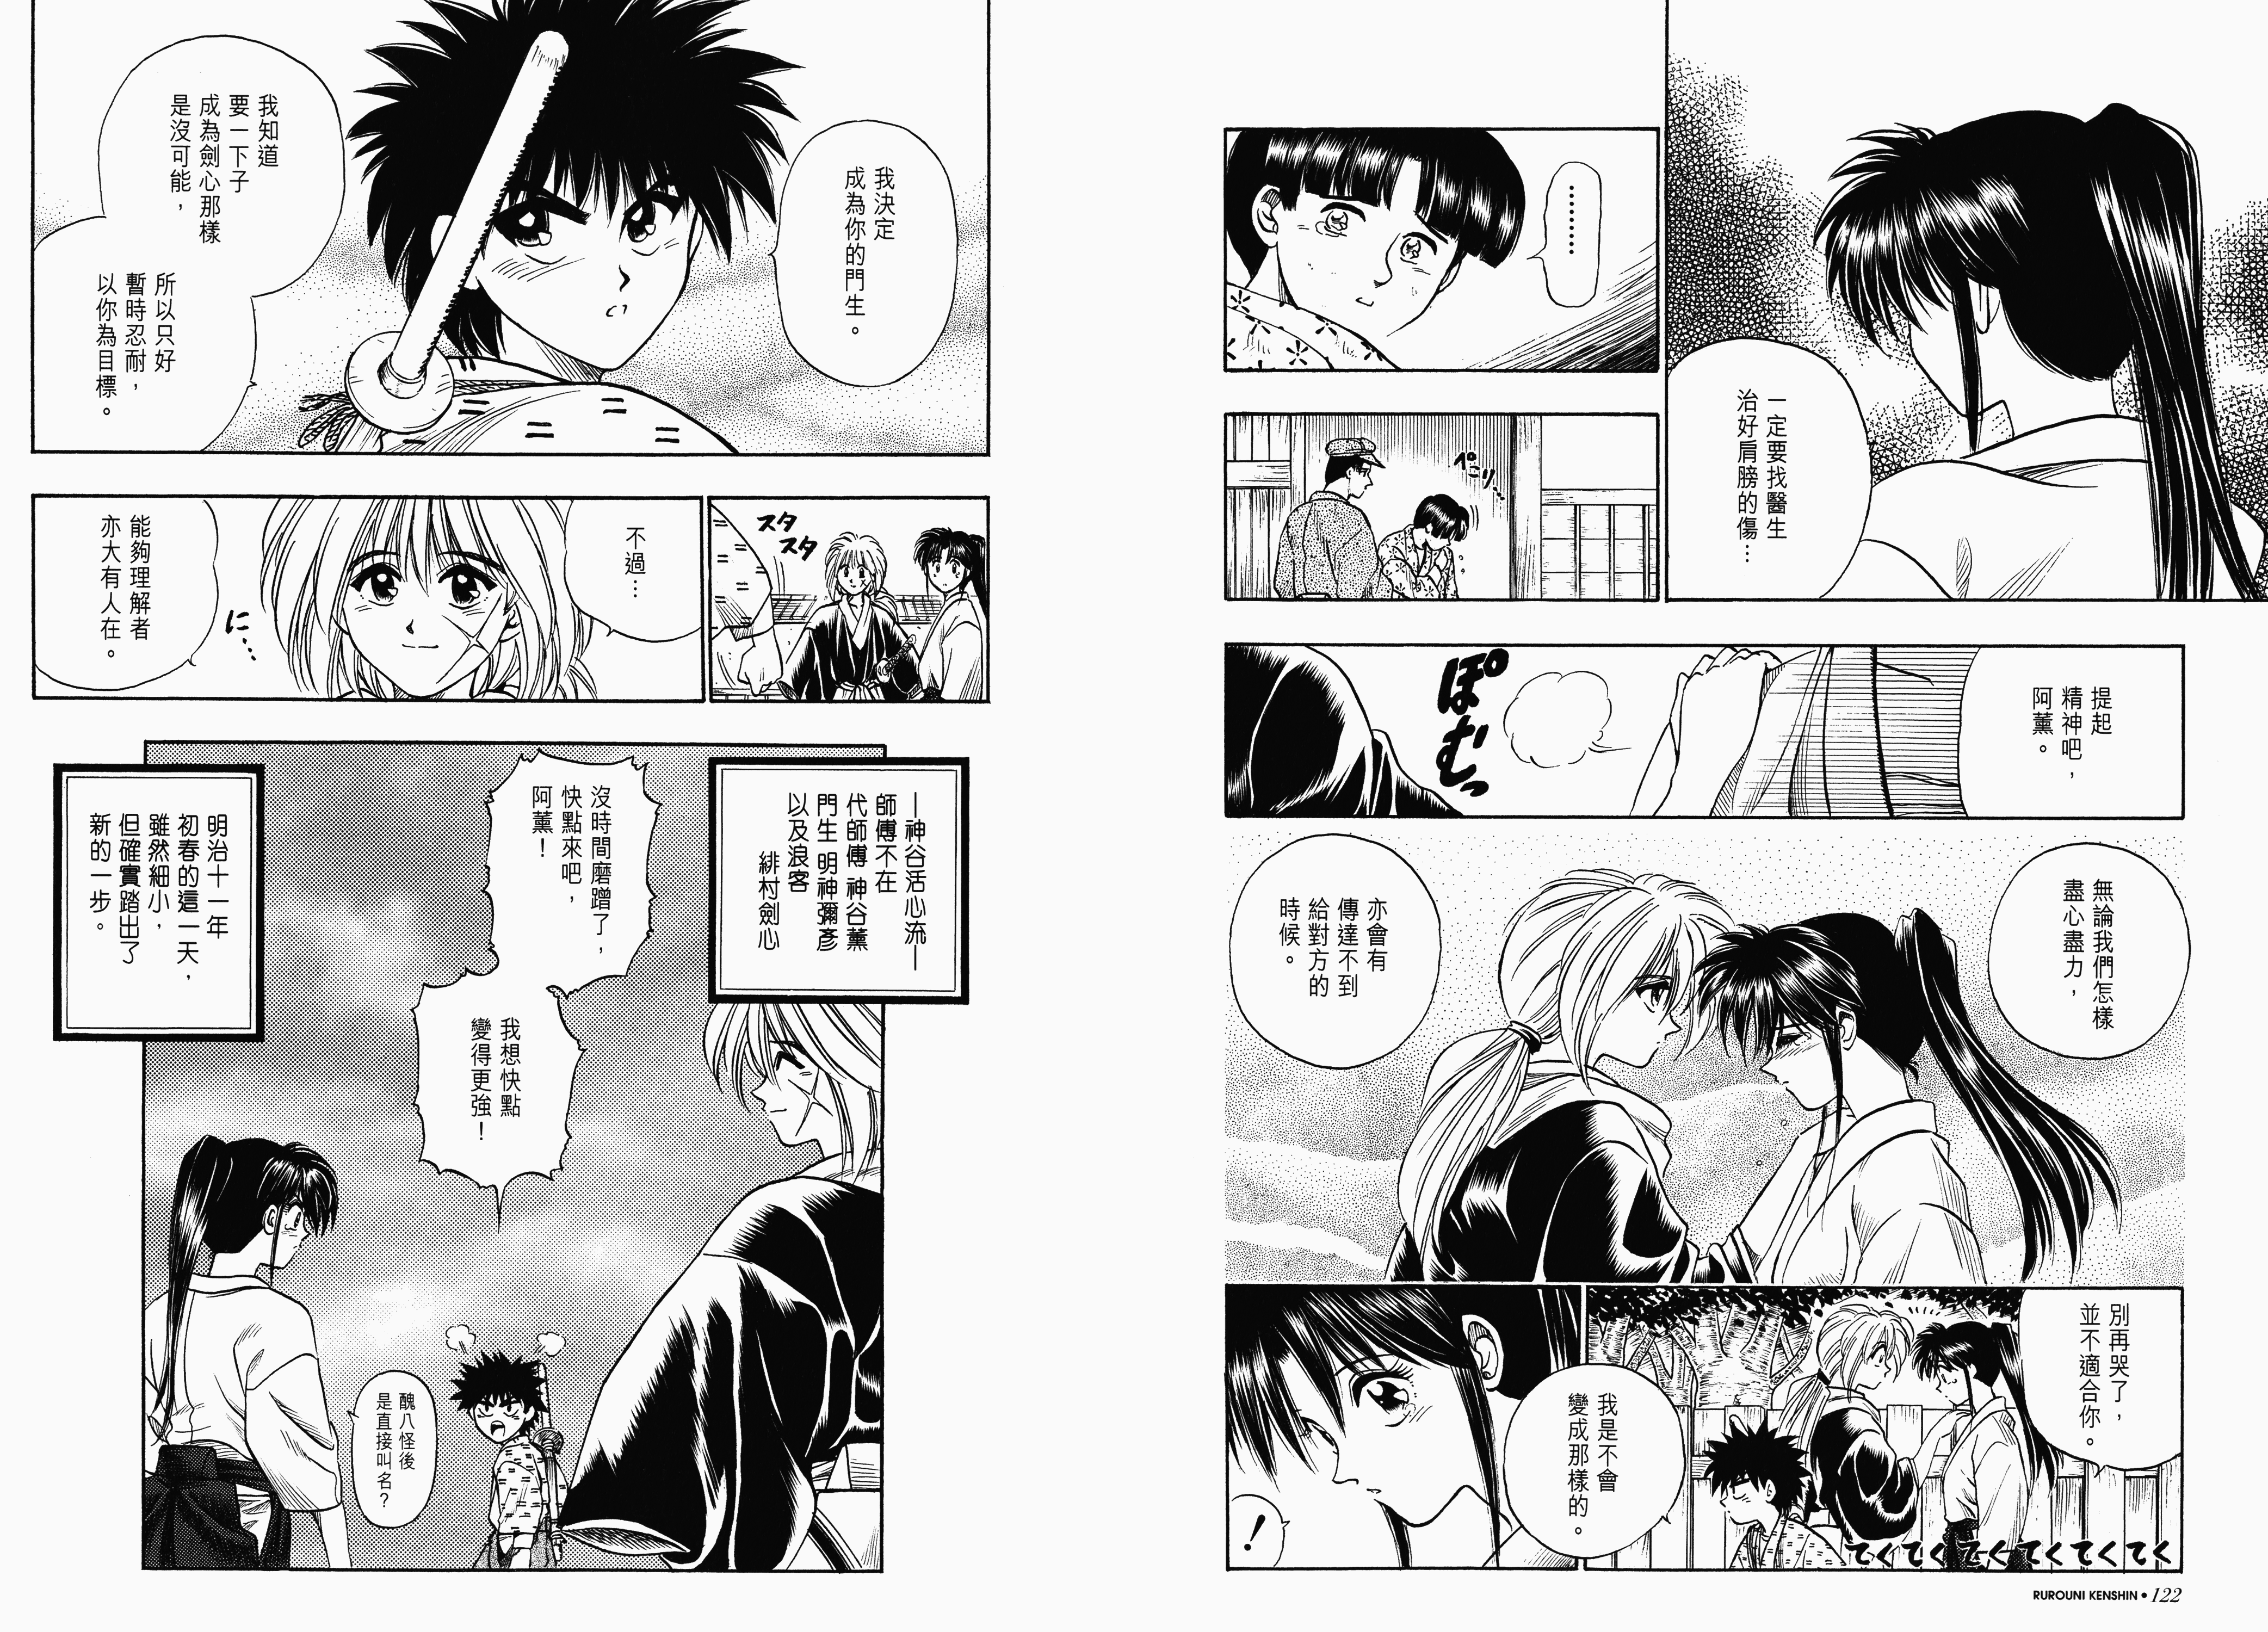 一定要找醫生
治好肩膀的傷…
………
ぺこり…
提起
精神吧，
阿薰。
ぽむっ
無論我們怎樣
盡心盡力，
亦會有
傳達不到
給對方的
時候。
別再哭了，
並不適合你。
てくてくてくてくてくてく
我是不會
變成那樣的。
！
RUROUNI KENSHIN • 122
我決定
成為你的門生。
我知道
要一下子
成為劍心那樣
是沒可能，
所以只好
暫時忍耐，
以你為目標。
スタ
スタ
不過…
に…
能夠理解者
亦大有人在。
—神谷活心流—
師傅不在
代師傅 神谷薰
門生 明神彌彥
以及浪客
緋村劍心
沒時間磨蹭了，
快點來吧，
阿薰！
我想快點
變得更強！
醜八怪後
是直接叫名？
明治十一年
初春的這一天，
雖然細小，
但確實踏出了
新的一步。